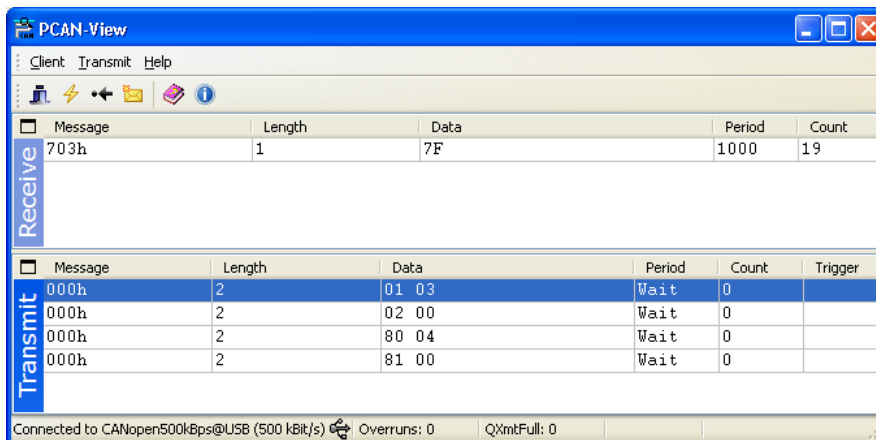 PCAN-View
Client Transmit Help
Message Length Data Period Count
703h 1 7F 1000 19
Receive
Message Length Data Period Count Trigger
000h 2 01 03 Wait 0
000h 2 02 00 Wait 0
000h 2 80 04 Wait 0
000h 2 81 00 Wait 0
Transmit
Connected to CANopen500kBps@USB (500 kBit/s) Overruns: 0 QXmtFull: 0